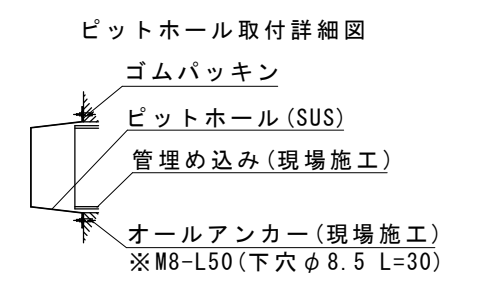 ピットホール取付詳細図
ゴムパッキン
ピットホール(SUS)
管埋め込み(現場施工)
オールアンカー(現場施工)
※M8-L50(下穴φ8.5 L=30)